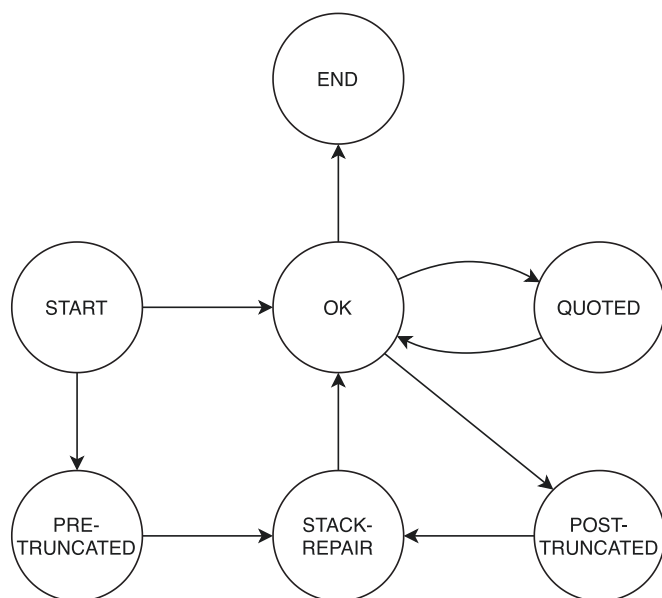 END
START
OK
QUOTED
PRE-
TRUNCATED
STACK-
REPAIR
POST-
TRUNCATED